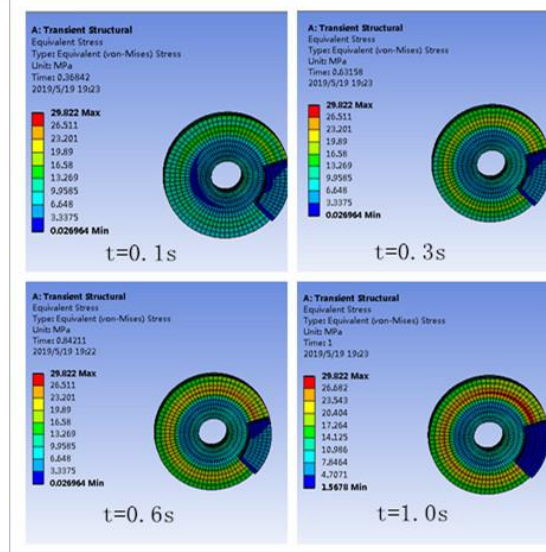 A: Transient Structural
Equivalent Stress
Type: Equivalent (von-Mises) Stress
Unit: MPa
Time: 0.36842
2019/5/19 19:23
29.822 Max
26.511
23.201
19.89
16.58
13.269
9.9585
6.648
3.3375
0.026964 Min
t=0.1s
A: Transient Structural
Equivalent Stress
Type: Equivalent (von-Mises) Stress
Unit: MPa
Time: 0.63158
2019/5/19 19:23
29.822 Max
26.511
23.201
19.89
16.58
13.269
9.9585
6.648
3.3375
0.026964 Min
t=0.3s
A: Transient Structural
Equivalent Stress
Type: Equivalent (von-Mises) Stress
Unit: MPa
Time: 0.84211
2019/5/19 19:22
29.822 Max
26.511
23.201
19.89
16.58
13.269
9.9585
6.648
3.3375
0.026964 Min
t=0.6s
A: Transient Structural
Equivalent Stress
Type: Equivalent (von-Mises) Stress
Unit: MPa
Time: 1
2019/5/19 19:23
29.822 Max
26.682
23.543
20.404
17.264
14.125
10.986
7.8464
4.7071
1.5678 Min
t=1.0s